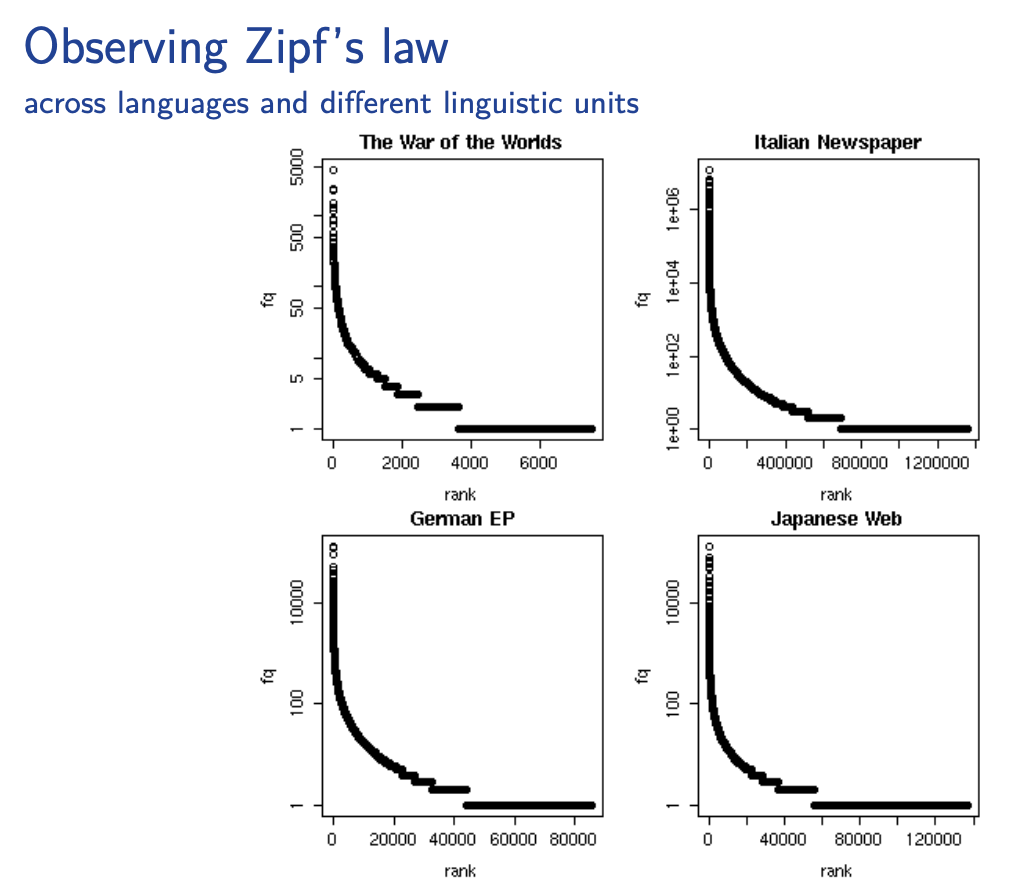 Observing Zipf's law
across languages and different linguistic units
The War of the Worlds
fq
5000
500
50
5
1
0 2000 4000 6000
rank
Italian Newspaper
fq
1e+06
1e+04
1e+02
1e+00
0 400000 800000 1200000
rank
German EP
fq
10000
100
1
0 20000 40000 60000 80000
rank
Japanese Web
fq
10000
100
1
0 40000 80000 120000
rank